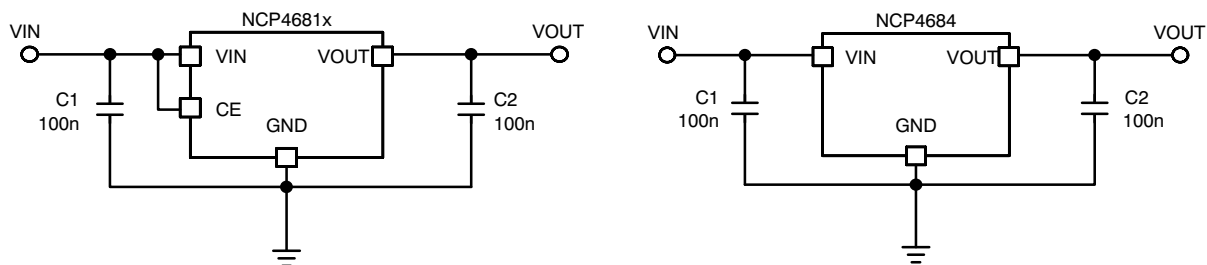 NCP4681x
VIN
VOUT
VIN
VOUT
C1
100n
CE
C2
100n
GND
NCP4684
VIN
VOUT
VIN
VOUT
C1
100n
C2
100n
GND